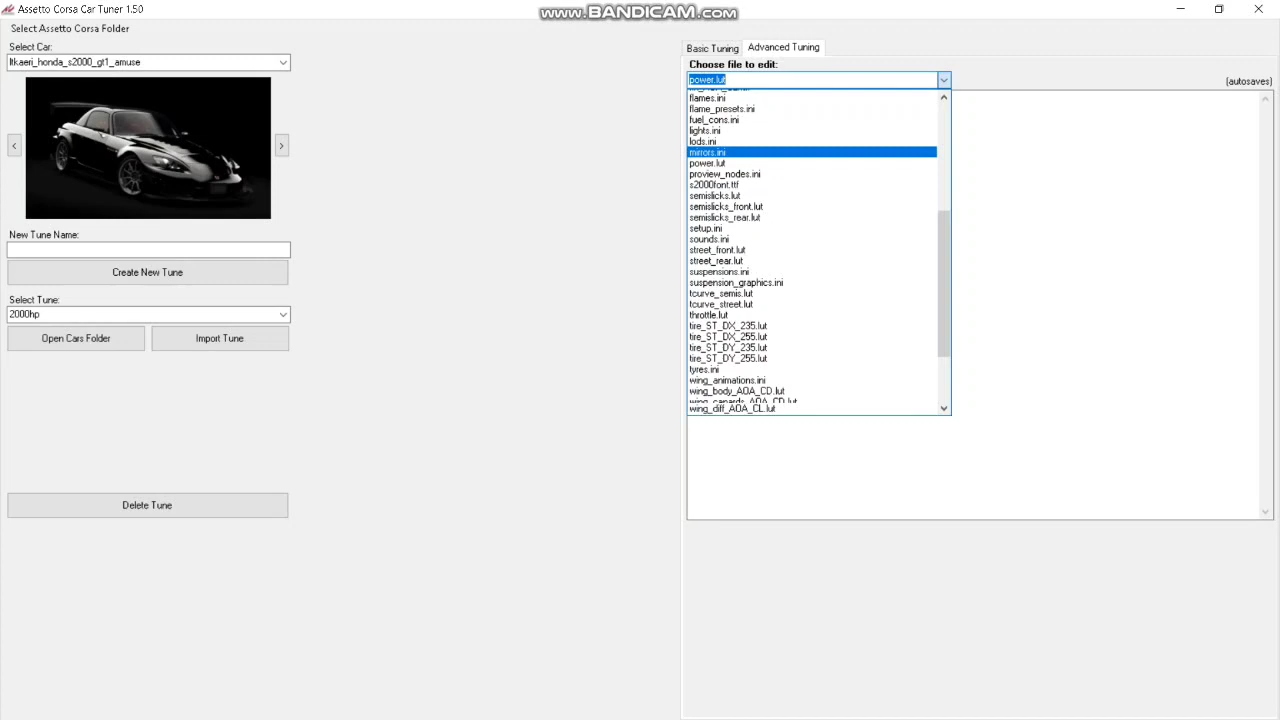 Assetto Corsa Car Tuner 1.50
www.BANDICAM.com
Select Assetto Corsa Folder
Select Car:
ltkaeri_honda_s2000_gt1_amuse
<
>
New Tune Name:
Create New Tune
Select Tune:
2000hp
Open Cars Folder
Import Tune
Delete Tune
Basic Tuning
Advanced Tuning
Choose file to edit:
power.lut
(autosaves)
flames.ini
flame_presets.ini
fuel_cons.ini
lights.ini
lods.ini
mirrors.ini
power.lut
proview_nodes.ini
s2000font.ttf
semislicks.lut
semislicks_front.lut
semislicks_rear.lut
setup.ini
sounds.ini
street_front.lut
street_rear.lut
suspensions.ini
suspension_graphics.ini
tcurve_semis.lut
tcurve_street.lut
throttle.lut
tire_ST_DX_235.lut
tire_ST_DX_255.lut
tire_ST_DY_235.lut
tire_ST_DY_255.lut
tyres.ini
wing_animations.ini
wing_body_AOA_CD.lut
wing_canards_AOA_CD.lut
wing_diff_AOA_CL.lut